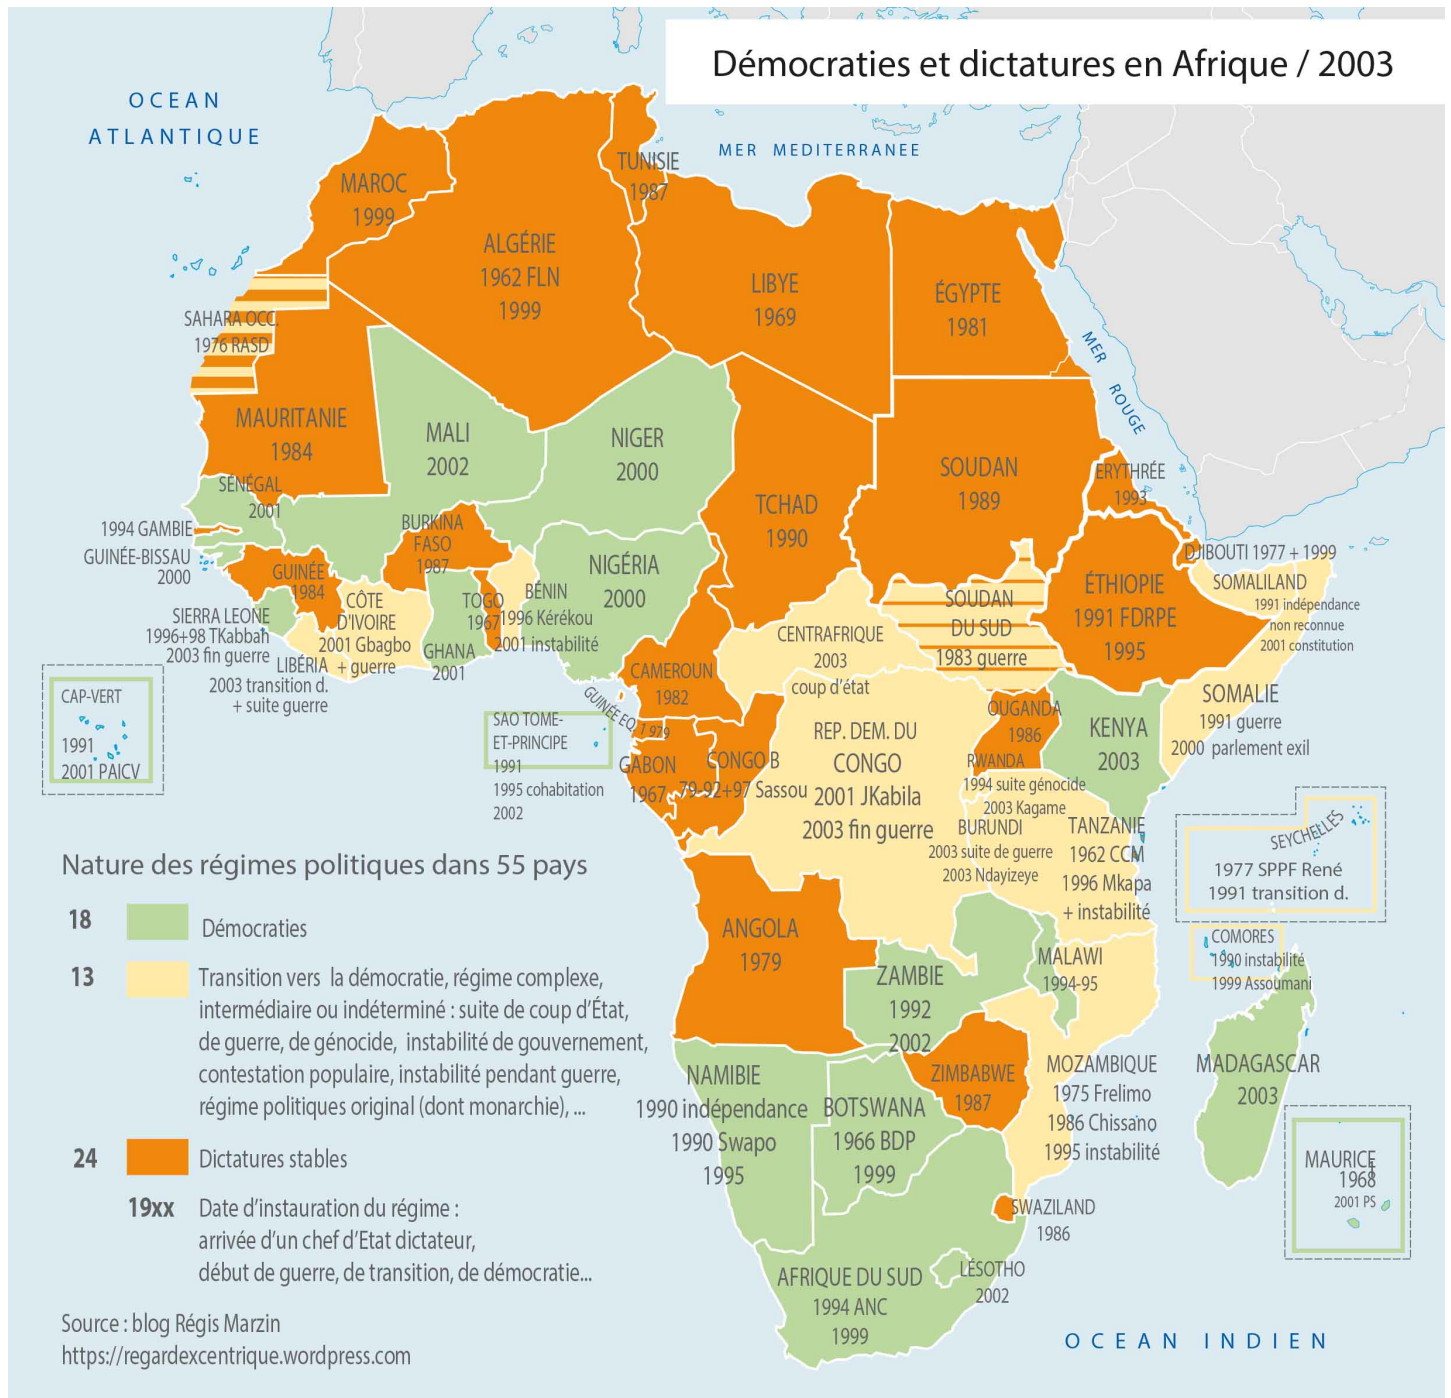 Démocraties et dictatures en Afrique / 2003
OCEAN
ATLANTIQUE
MER MEDITERRANEE
TUNISIE
1987
MAROC
1999
ALGÉRIE
1962 FLN
1999
LIBYE
1969
ÉGYPTE
1981
SAHARA OCC.
1976 RASD
MER ROUGE
MAURITANIE
1984
MALI
2002
NIGER
2000
TCHAD
1990
SOUDAN
1989
ERYTHRÉE
1993
SÉNÉGAL
2001
1994 GAMBIE
GUINÉE-BISSAU
2000
GUINÉE
1984
BURKINA
FASO
1987
NIGÉRIA
2000
DJIBOUTI 1977 + 1999
ÉTHIOPIE
1991 FDRPE
1995
SOMALILAND
1991 indépendance
non reconnue
2001 constitution
SIERRA LEONE
1996+98 TKabbah
2003 fin guerre
CÔTE
D'IVOIRE
2001 Gbagbo
+ guerre
LIBÉRIA
2003 transition d.
+ suite guerre
GHANA
2001
TOGO
1967
BÉNIN
1996 Kérékou
2001 instabilité
SOUDAN
DU SUD
1983 guerre
CENTRAFRIQUE
2003
coup d'état
CAMEROUN
1982
GUINÉE EQ. 1979
SOMALIE
1991 guerre
2000 parlement exil
CAP-VERT
1991
2001 PAICV
SAO TOME-
ET-PRINCIPE
1991
1995 cohabitation
2002
GABON
1967
CONGO B
79-92+97 Sassou
REP. DEM. DU
CONGO
2001 JKabila
2003 fin guerre
OUGANDA
1986
KENYA
2003
RWANDA
1994 suite génocide
2003 Kagame
BURUNDI
2003 suite de guerre
2003 Ndayizeye
TANZANIE
1962 CCM
1996 Mkapa
+ instabilité
SEYCHELLES
1977 SPPF René
1991 transition d.
COMORES
1990 instabilité
1999 Assoumani
ANGOLA
1979
ZAMBIE
1992
2002
MALAWI
1994-95
MADAGASCAR
2003
MOZAMBIQUE
1975 Frelimo
1986 Chissano
1995 instabilité
ZIMBABWE
1987
NAMIBIE
1990 indépendance
1990 Swapo
1995
BOTSWANA
1966 BDP
1999
MAURICE
1968
2001 PS
SWAZILAND
1986
LÉSOTHO
2002
AFRIQUE DU SUD
1994 ANC
1999
OCEAN INDIEN
Nature des régimes politiques dans 55 pays
18 Démocraties
13 Transition vers la démocratie, régime complexe,
intermédiaire ou indéterminé : suite de coup d'État,
de guerre, de génocide, instabilité de gouvernement,
contestation populaire, instabilité pendant guerre,
régime politiques original (dont monarchie), ...
24 Dictatures stables
19xx Date d'instauration du régime :
arrivée d'un chef d'Etat dictateur,
début de guerre, de transition, de démocratie...
Source : blog Régis Marzin
https://regardexcentrique.wordpress.com